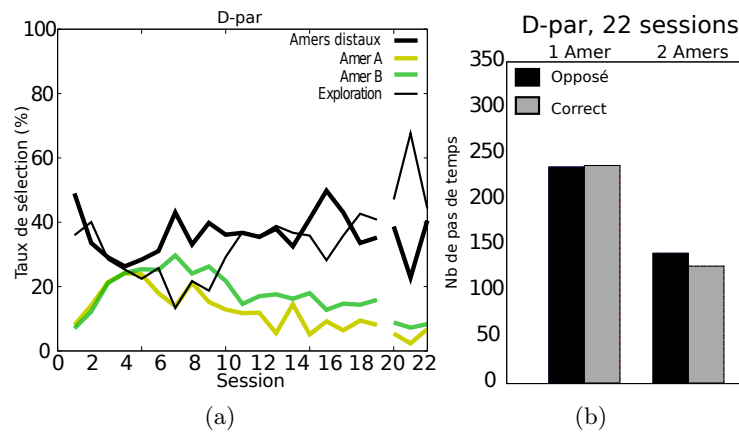 D-par
Taux de sélection (%)
100
80
60
40
20
0
Amers distaux
Amer A
Amer B
Exploration
0 2 4 6 8 10 12 14 16 18 20 22
Session
(a)
D-par, 22 sessions
1 Amer 2 Amers
Nb de pas de temps
350
300
250
200
150
100
50
0
Opposé
Correct
(b)